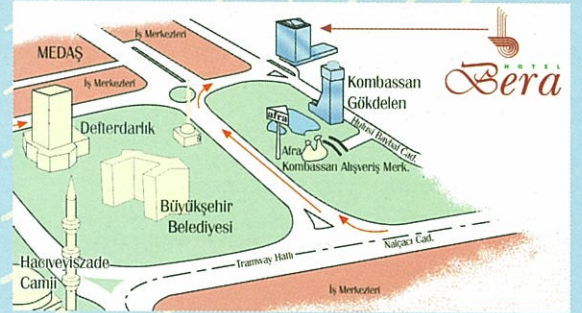 İş Merkezleri
HOTEL
Bera
MEDAŞ
İş Merkezleri
Kombassan
Gökdelen
Defterdarlık
afra
Hulusi Baybal Cad.
Afra
Kombassan Alışveriş Merk.
Büyükşehir
Belediyesi
Nalçacı Cad.
Tramway Hattı
Hacıveyiszade
Camii
İş Merkezleri